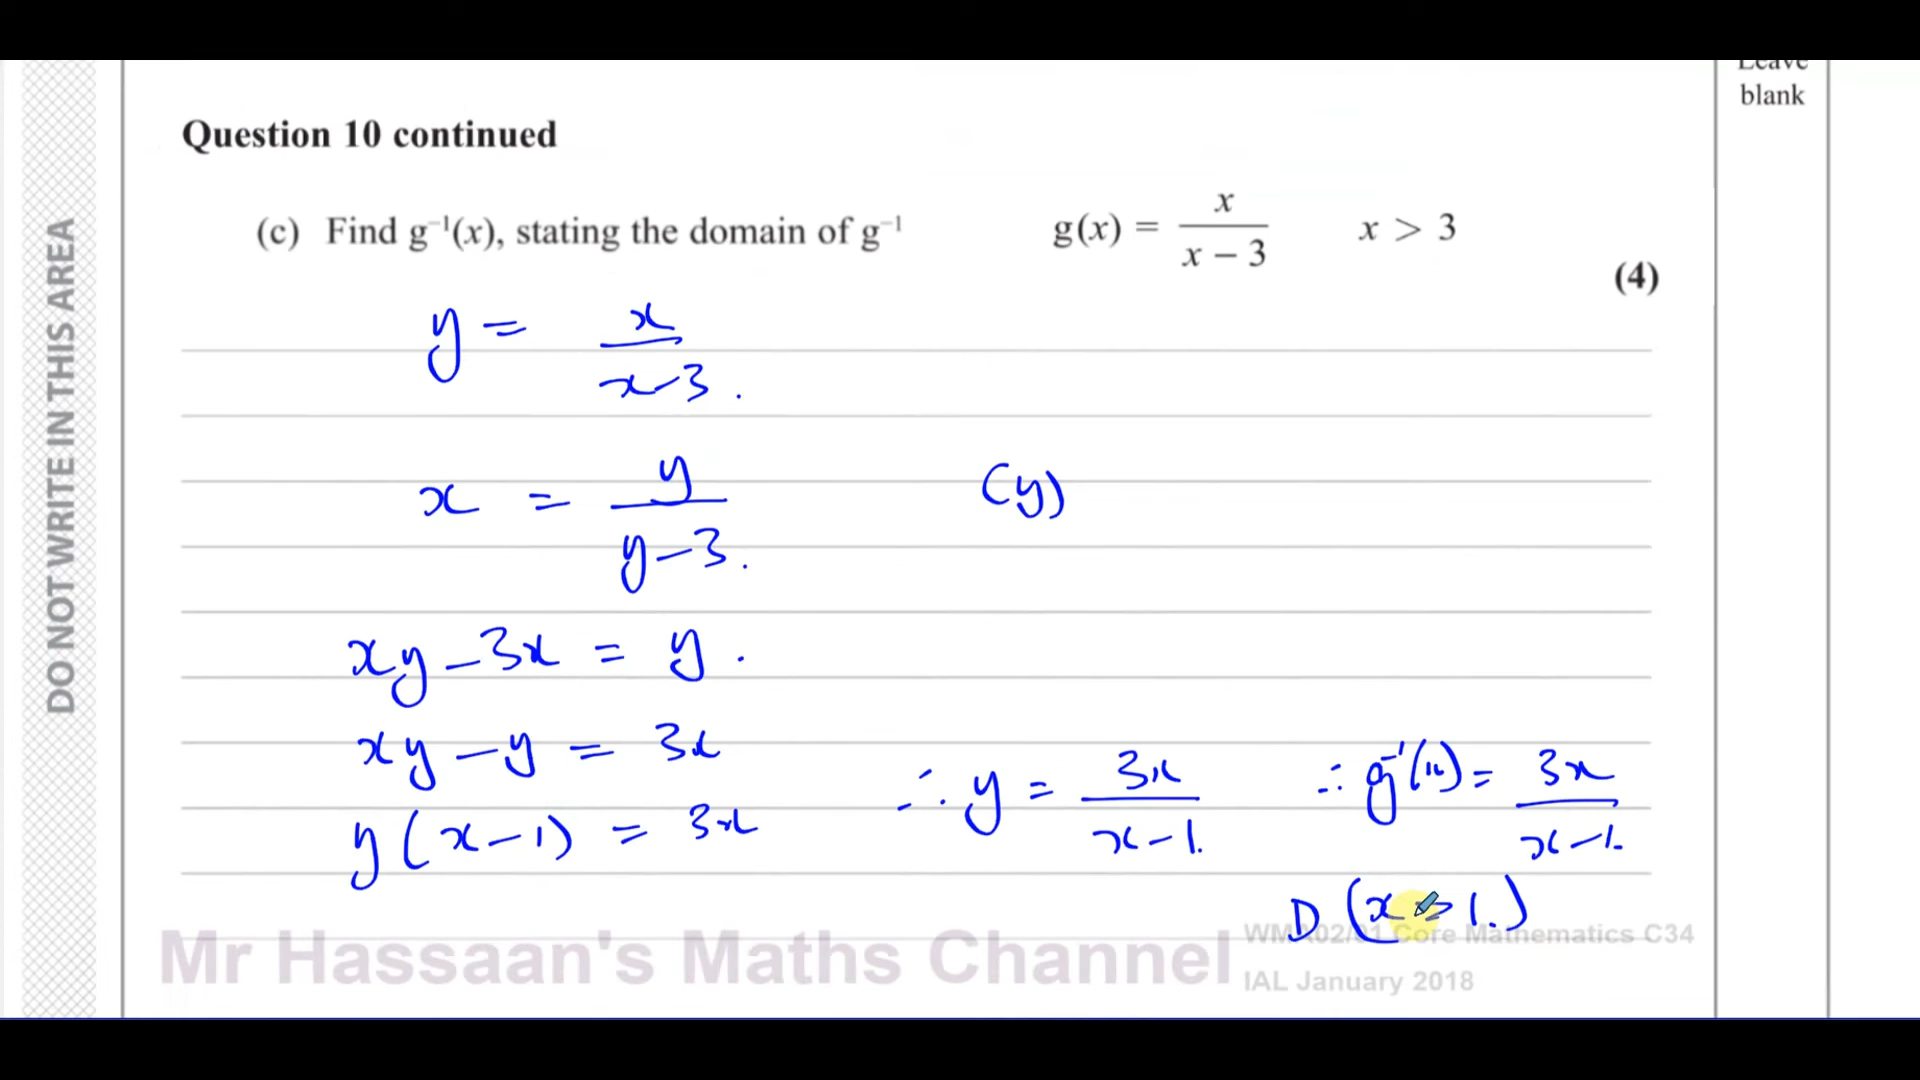 Leave
blank
DO NOT WRITE IN THIS AREA
Question 10 continued
(c) Find g⁻¹(x), stating the domain of g⁻¹ g(x) = x/(x − 3) x > 3
(4)
y = x/(x-3).
x = y/(y-3). (y)
xy - 3x = y.
xy - y = 3x
y(x-1) = 3x ∴ y = 3x/(x-1). ∴ g⁻¹(x) = 3x/(x-1.
D (x > 1.)
Mr Hassaan's Maths Channel
WMA02/01 Core Mathematics C34
IAL January 2018